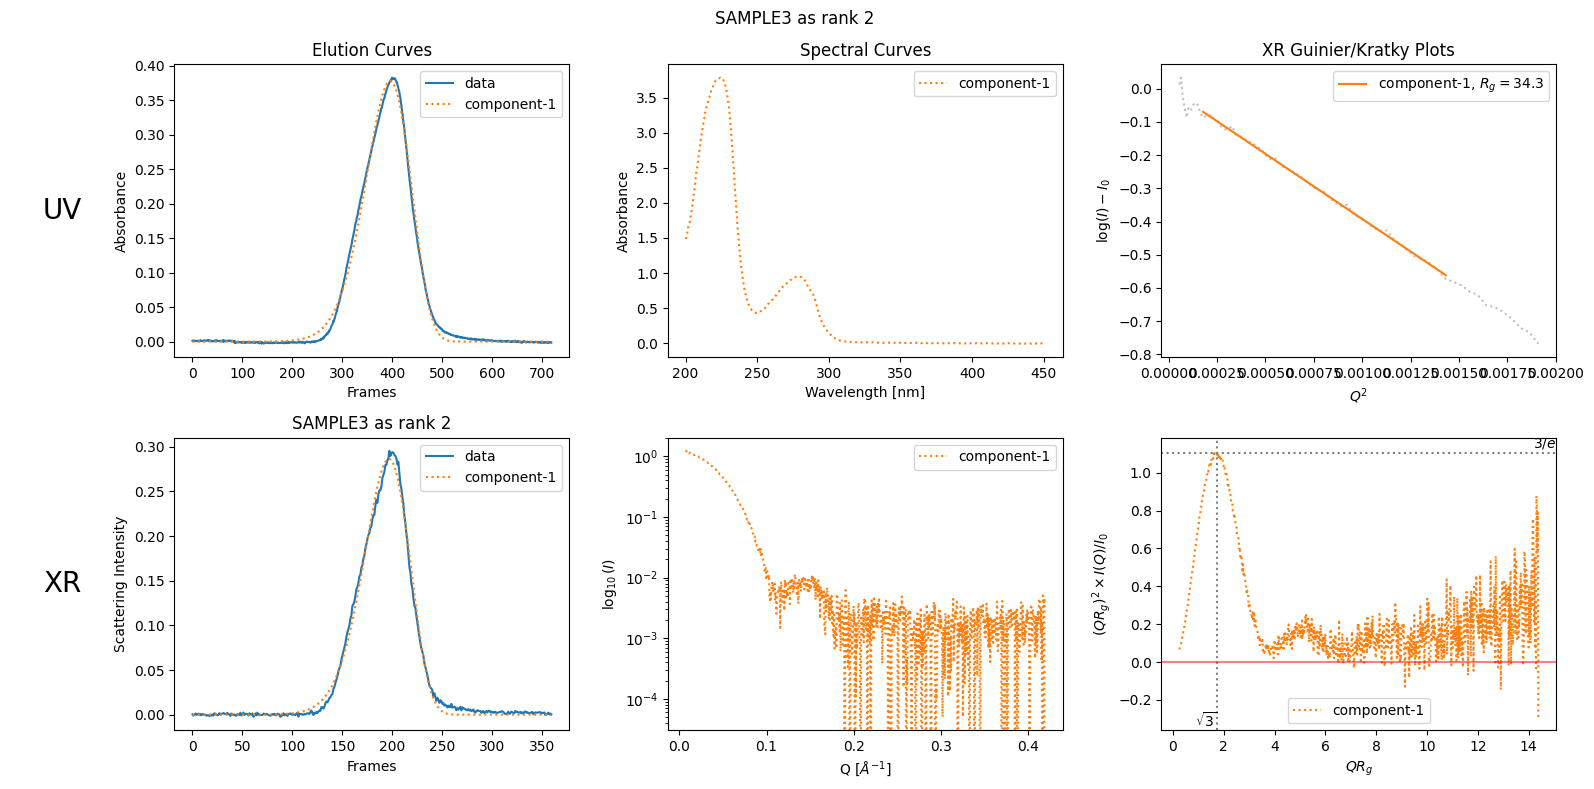 SAMPLE3 as rank 2
Elution Curves
Spectral Curves
XR Guinier/Kratky Plots
UV
Absorbance
0.40
0.35
0.30
0.25
0.20
0.15
0.10
0.05
0.00
data
component-1
0 100 200 300 400 500 600 700
Frames
Absorbance
3.5
3.0
2.5
2.0
1.5
1.0
0.5
0.0
component-1
200 250 300 350 400 450
Wavelength [nm]
log(I) − I₀
0.0
−0.1
−0.2
−0.3
−0.4
−0.5
−0.6
−0.7
−0.8
component-1, R_g = 34.3
0.00000 0.00025 0.00050 0.00075 0.00100 0.00125 0.00150 0.00175 0.00200
Q²
SAMPLE3 as rank 2
XR
Scattering Intensity
0.30
0.25
0.20
0.15
0.10
0.05
0.00
data
component-1
0 50 100 150 200 250 300 350
Frames
log₁₀(I)
10⁰
10⁻¹
10⁻²
10⁻³
10⁻⁴
component-1
0.0 0.1 0.2 0.3 0.4
Q [Å⁻¹]
(QR_g)² × I(Q)/I₀
3/e
1.0
0.8
0.6
0.4
0.2
0.0
−0.2
√3
component-1
0 2 4 6 8 10 12 14
QR_g